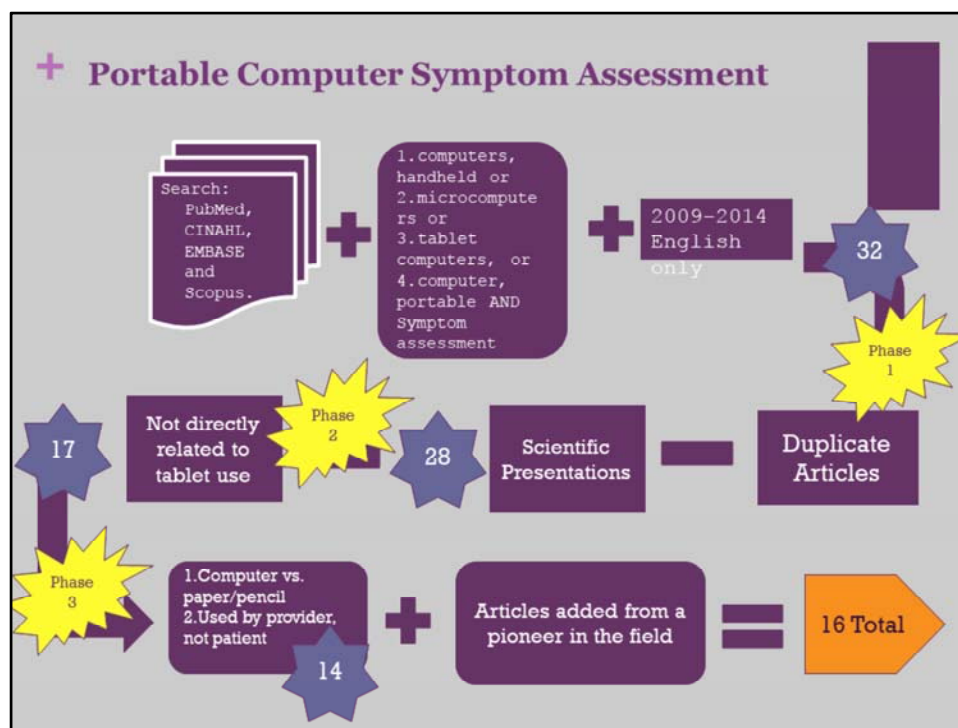 + Portable Computer Symptom Assessment
Search:
PubMed,
CINAHL,
EMBASE
and
Scopus.
1.computers,
handheld or
2.microcompute
rs or
3.tablet
computers, or
4.computer,
portable AND
Symptom
assessment
2009-2014
English
only
32
Phase
1
Duplicate
Articles
Scientific
Presentations
28
Phase
2
Not directly
related to
tablet use
17
Phase
3
1.Computer vs.
paper/pencil
2.Used by provider,
not patient
14
Articles added from a
pioneer in the field
16 Total